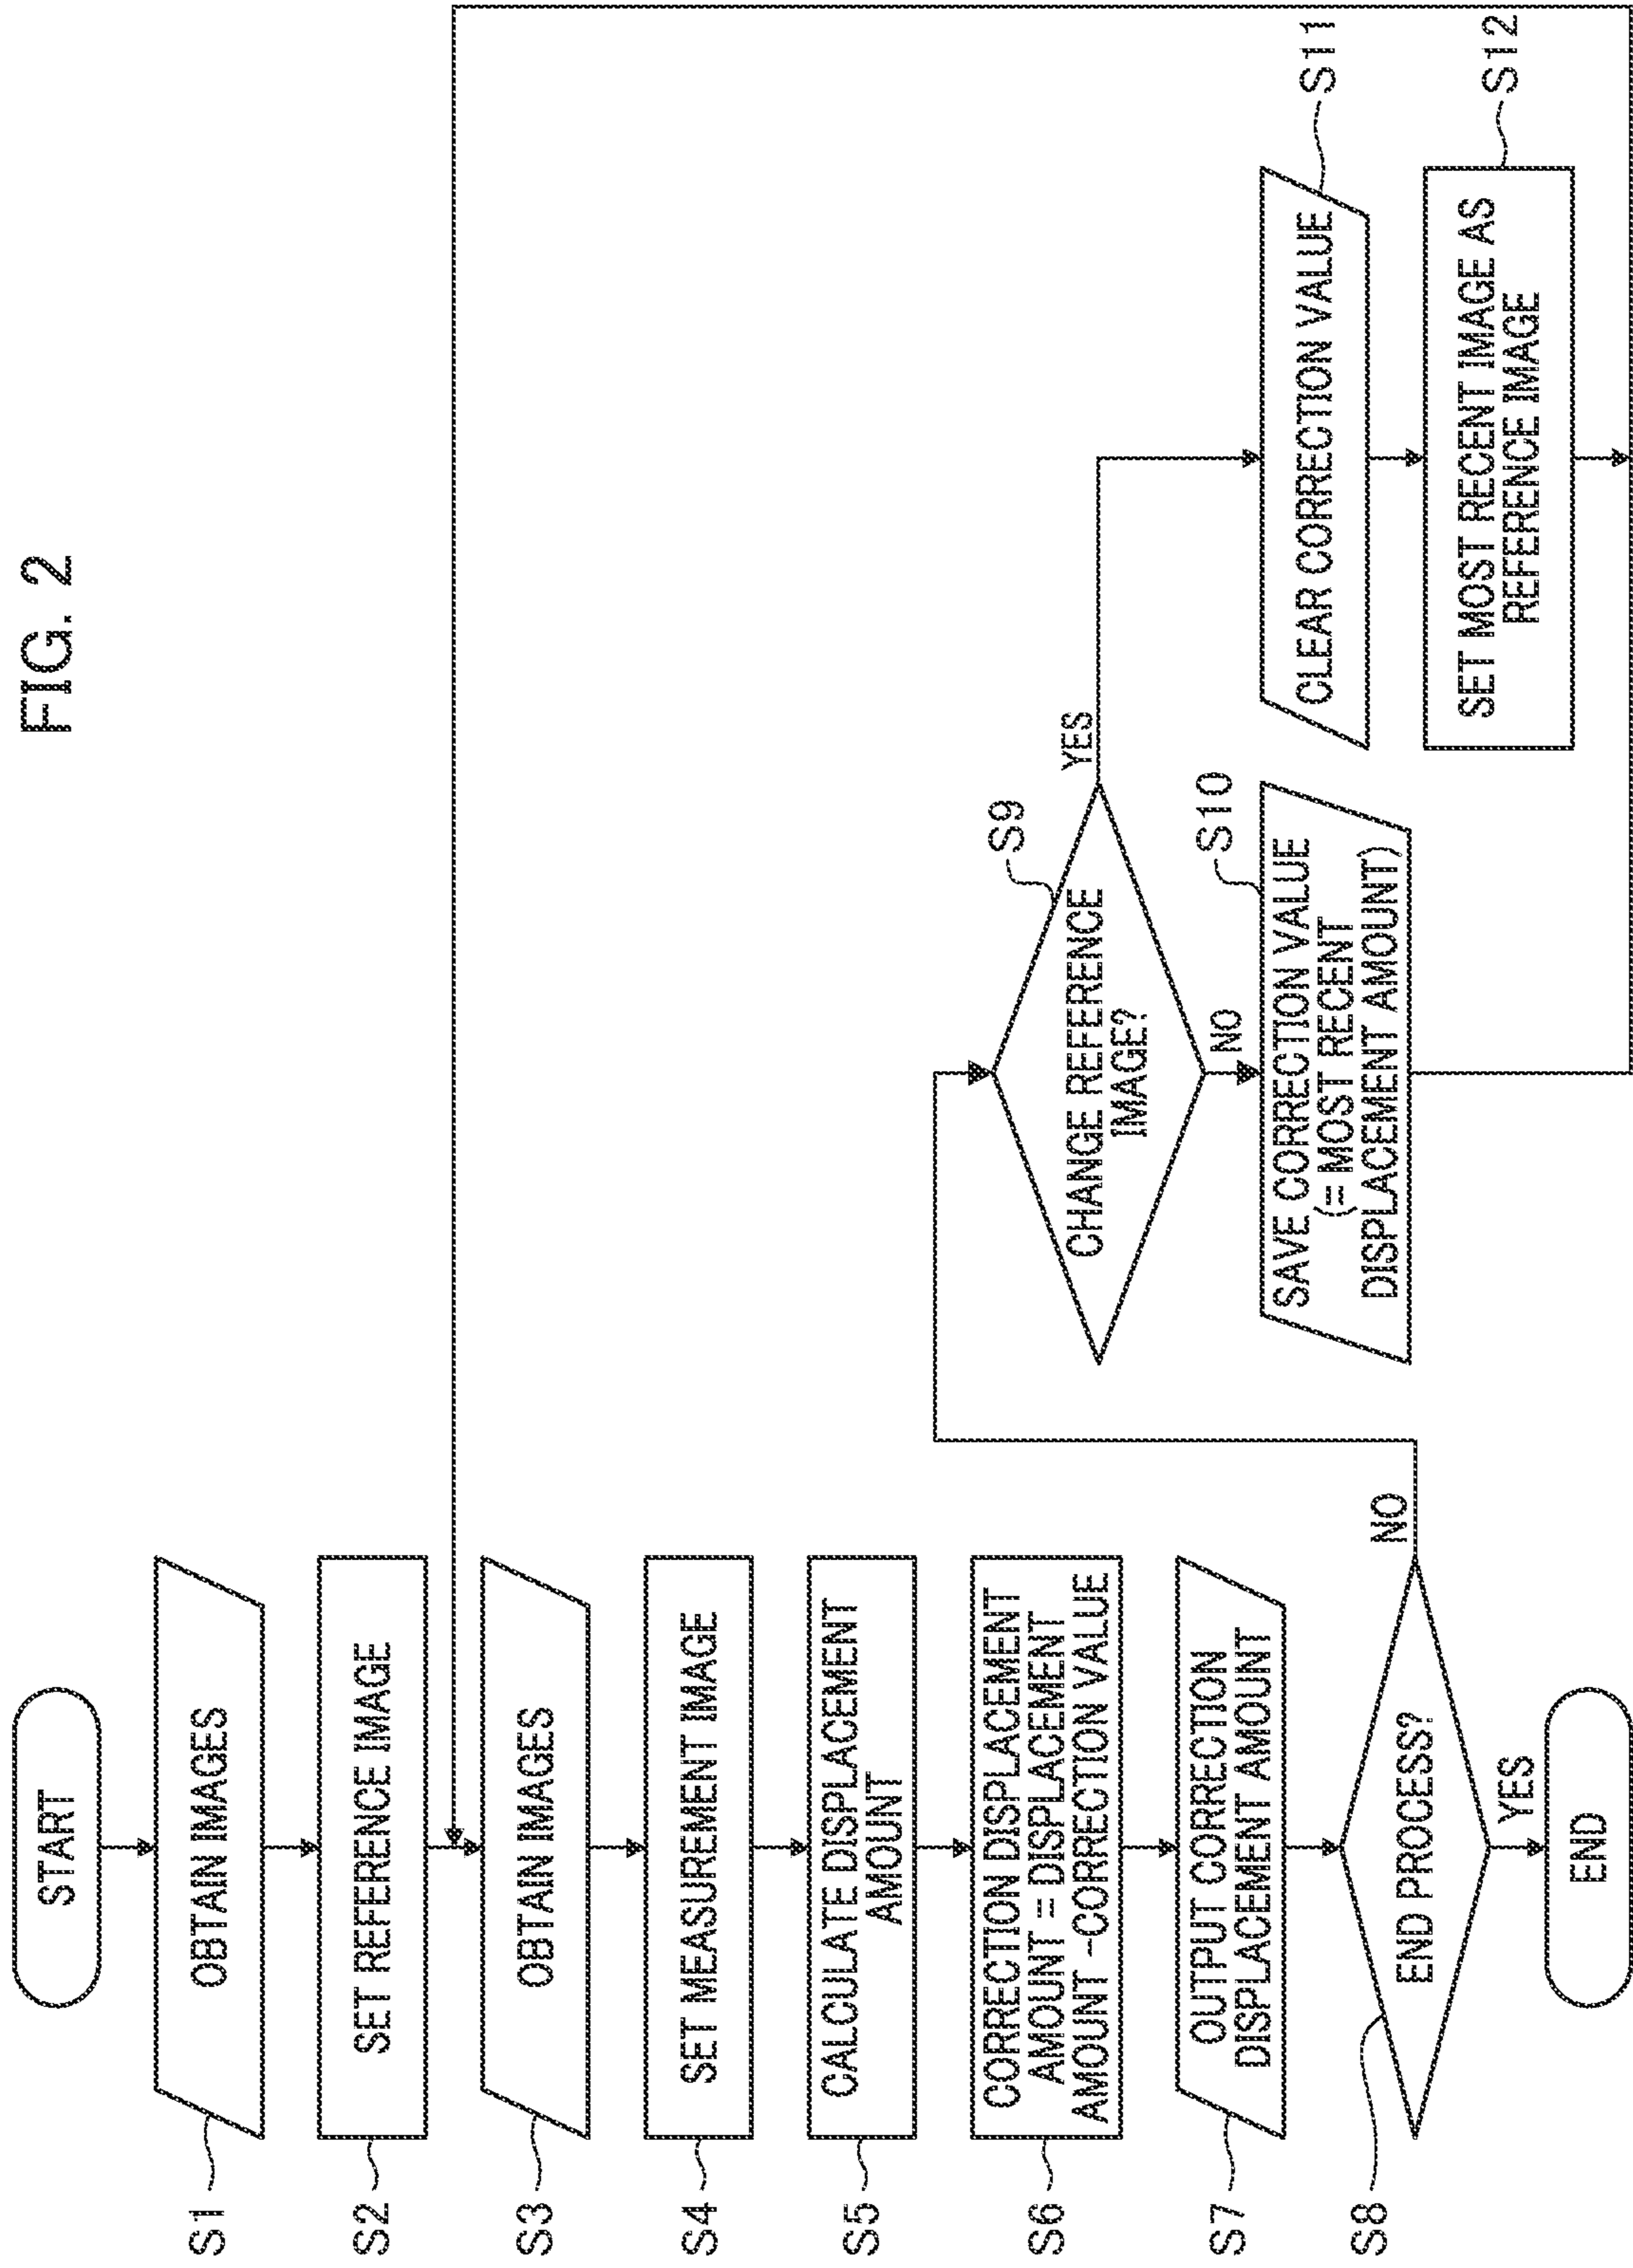 FIG. 2
START
S1
OBTAIN IMAGES
S2
SET REFERENCE IMAGE
S3
OBTAIN IMAGES
S4
SET MEASUREMENT IMAGE
S5
CALCULATE DISPLACEMENT
AMOUNT
S6
CORRECTION DISPLACEMENT
AMOUNT = DISPLACEMENT
AMOUNT -CORRECTION VALUE
S7
OUTPUT CORRECTION
DISPLACEMENT AMOUNT
S8
END PROCESS?
NO
YES
END
S9
CHANGE REFERENCE
IMAGE?
YES
NO
S10
SAVE CORRECTION VALUE
(= MOST RECENT
DISPLACEMENT AMOUNT)
S11
CLEAR CORRECTION VALUE
S12
SET MOST RECENT IMAGE AS
REFERENCE IMAGE